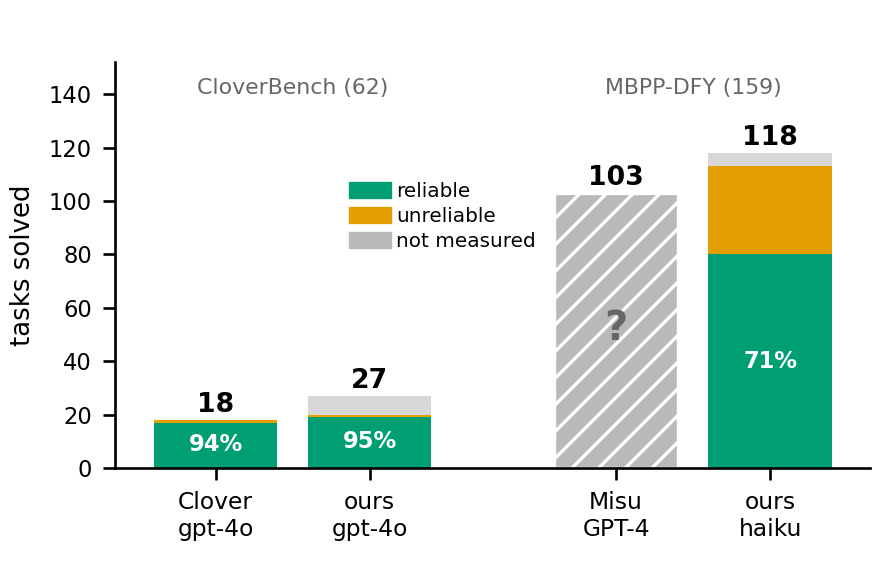 CloverBench (62)
MBPP-DFY (159)
tasks solved
140
120
100
80
60
40
20
0
reliable
unreliable
not measured
18
27
103
118
94%
95%
?
71%
Clover
gpt-4o
ours
gpt-4o
Misu
GPT-4
ours
haiku